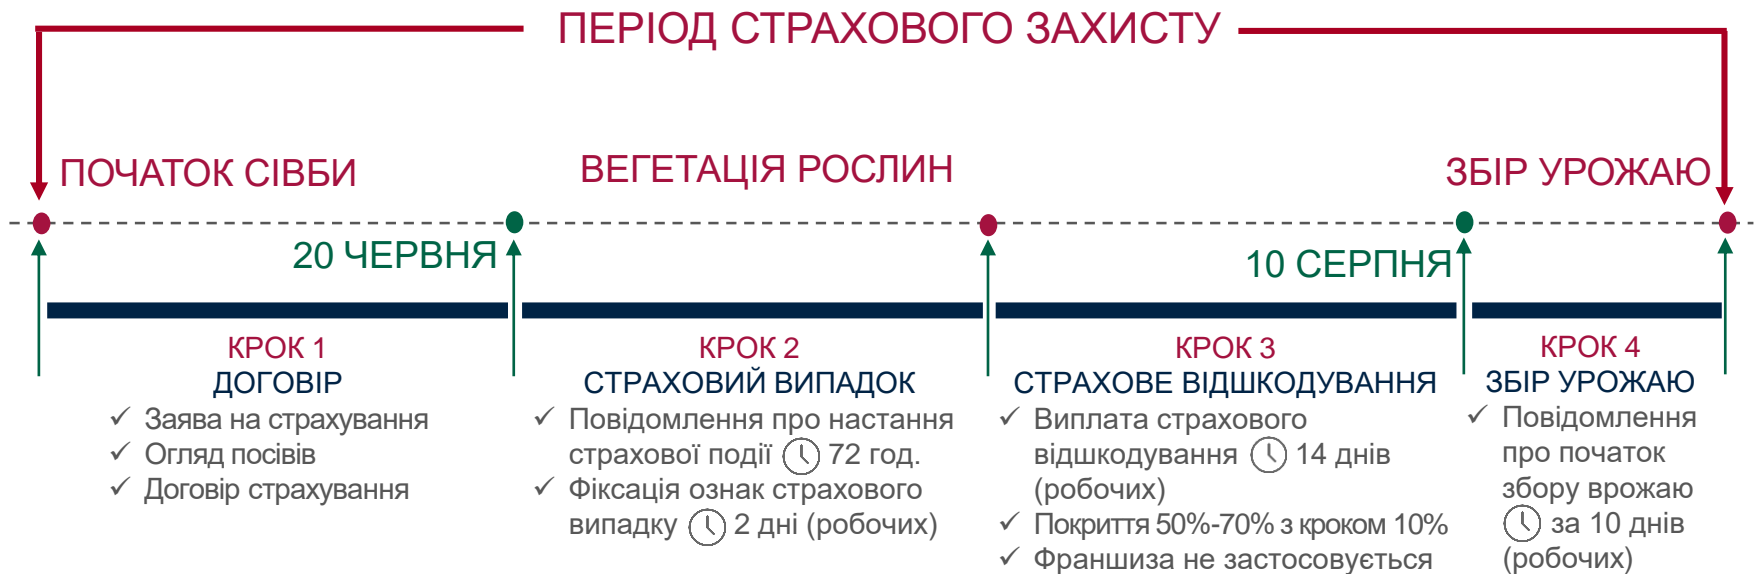 ПЕРІОД СТРАХОВОГО ЗАХИСТУ
ПОЧАТОК СІВБИ
ВЕГЕТАЦІЯ РОСЛИН
ЗБІР УРОЖАЮ
20 ЧЕРВНЯ
10 СЕРПНЯ
КРОК 1
ДОГОВІР
✓ Заява на страхування
✓ Огляд посівів
✓ Договір страхування
КРОК 2
СТРАХОВИЙ ВИПАДОК
✓ Повідомлення про настання
страхової події 72 год.
✓ Фіксація ознак страхового
випадку 2 дні (робочих)
КРОК 3
СТРАХОВЕ ВІДШКОДУВАННЯ
✓ Виплата страхового
відшкодування 14 днів
(робочих)
✓ Покриття 50%-70% з кроком 10%
✓ Франшиза не застосовується
КРОК 4
ЗБІР УРОЖАЮ
✓ Повідомлення
про початок
збору врожаю
за 10 днів
(робочих)